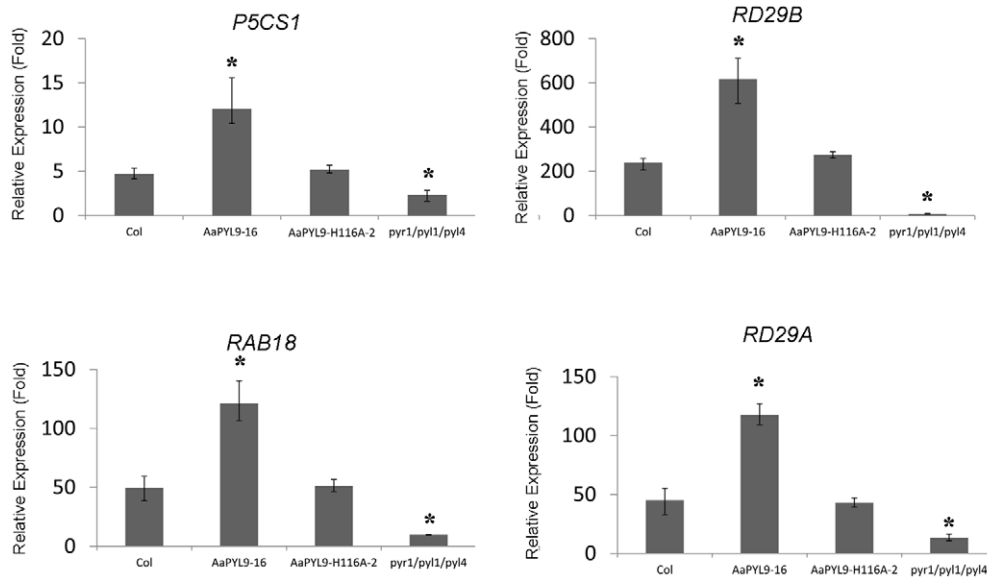 P5CS1
Relative Expression (Fold)
20
15
10
5
0
*
*
Col
AaPYL9-16
AaPYL9-H116A-2
pyr1/pyl1/pyl4
RD29B
Relative Expression (Fold)
800
600
400
200
0
*
*
Col
AaPYL9-16
AaPYL9-H116A-2
pyr1/pyl1/pyl4
RAB18
Relative Expression (Fold)
150
100
50
0
*
*
Col
AaPYL9-16
AaPYL9-H116A-2
pyr1/pyl1/pyl4
RD29A
Relative Expression (Fold)
150
100
50
0
*
*
Col
AaPYL9-16
AaPYL9-H116A-2
pyr1/pyl1/pyl4